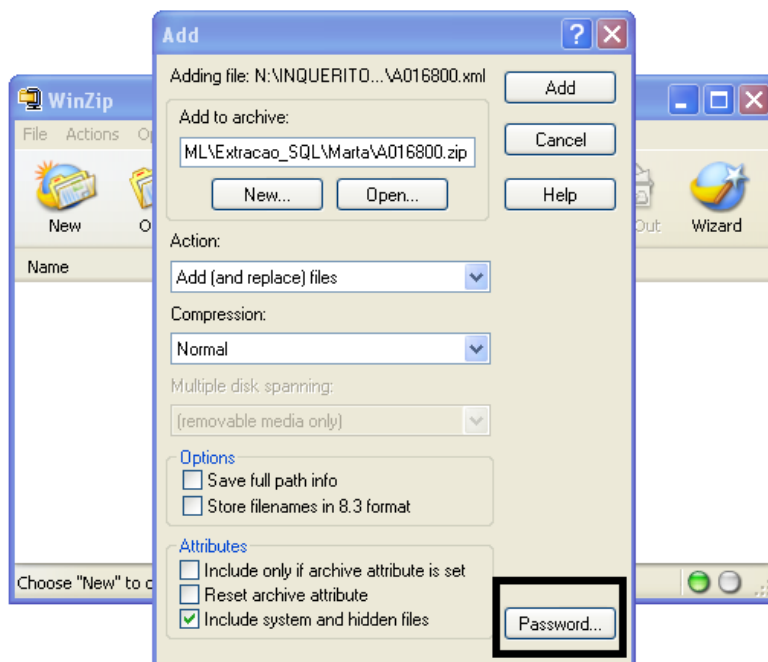 Add
Adding file: N:\INQUERITO...\A016800.xml
Add
WinZip
File Actions
Add to archive:
ML\Extracao_SQL\Marta\A016800.zip
Cancel
New... Open...
Help
New
Out
Wizard
Action:
Name
Add (and replace) files
Compression:
Normal
Multiple disk spanning:
(removable media only)
Options
Save full path info
Store filenames in 8.3 format
Attributes
Include only if archive attribute is set
Choose "New" to
Reset archive attribute
Include system and hidden files
Password...